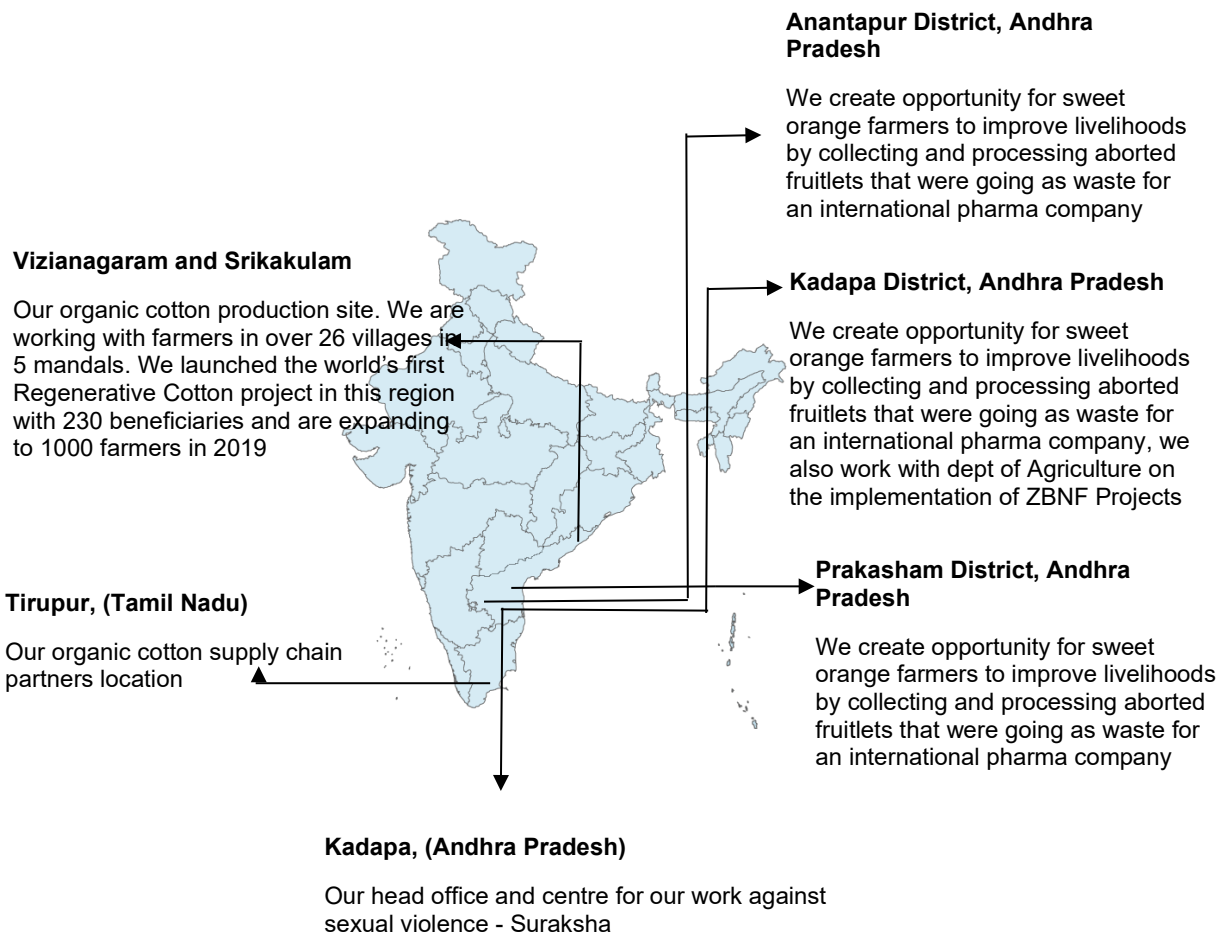 Anantapur District, Andhra
Pradesh
We create opportunity for sweet
orange farmers to improve livelihoods
by collecting and processing aborted
fruitlets that were going as waste for
an international pharma company
Vizianagaram and Srikakulam
Our organic cotton production site. We are
working with farmers in over 26 villages in
5 mandals. We launched the world's first
Regenerative Cotton project in this region
with 230 beneficiaries and are expanding
to 1000 farmers in 2019
Kadapa District, Andhra Pradesh
We create opportunity for sweet
orange farmers to improve livelihoods
by collecting and processing aborted
fruitlets that were going as waste for
an international pharma company, we
also work with dept of Agriculture on
the implementation of ZBNF Projects
Tirupur, (Tamil Nadu)
Our organic cotton supply chain
partners location
Prakasham District, Andhra
Pradesh
We create opportunity for sweet
orange farmers to improve livelihoods
by collecting and processing aborted
fruitlets that were going as waste for
an international pharma company
Kadapa, (Andhra Pradesh)
Our head office and centre for our work against
sexual violence - Suraksha